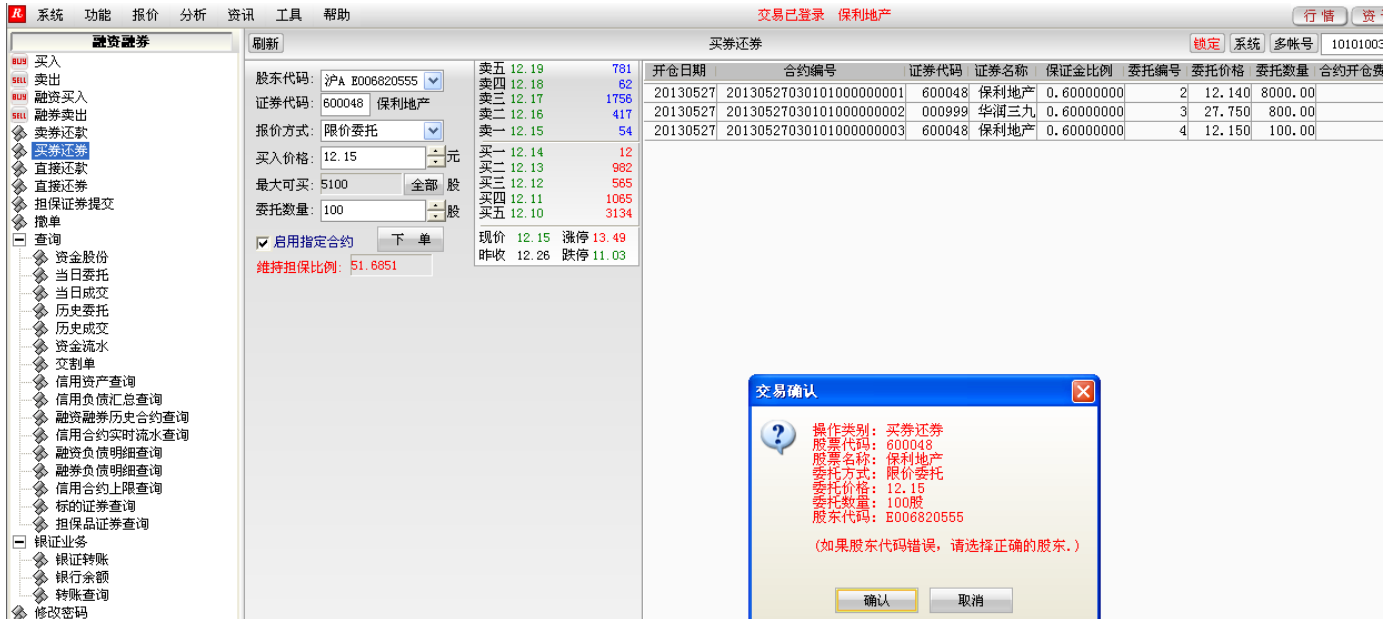 R 系统 功能 报价 分析 资讯 工具 帮助 交易已登录 保利地产 行情
融资融券 刷新 买券还券 锁定 系统 多帐号 10101003
BUY 买入
SELL 卖出
BUY 融资买入
SELL 融券卖出
卖券还款
买券还券
直接还款
直接还券
担保证券提交
撤单
查询
资金股份
当日委托
当日成交
历史委托
历史成交
资金流水
交割单
信用资产查询
信用负债汇总查询
融资融券历史合约查询
信用合约实时流水查询
融资负债明细查询
融券负债明细查询
信用合约上限查询
标的证券查询
担保品证券查询
银证业务
银证转账
银行余额
转账查询
修改密码
股东代码: 沪A E006820555
证券代码: 600048 保利地产
报价方式: 限价委托
买入价格: 12.15 元
最大可买: 5100 全部 股
委托数量: 100 股
启用指定合约 下 单
维持担保比例: 51.6851
卖五 12.19 781
卖四 12.18 62
卖三 12.17 1756
卖二 12.16 417
卖一 12.15 54
买一 12.14 12
买二 12.13 982
买三 12.12 565
买四 12.11 1065
买五 12.10 3134
现价 12.15 涨停 13.49
昨收 12.26 跌停 11.03
开仓日期 合约编号 证券代码 证券名称 保证金比例 委托编号 委托价格 委托数量 合约开仓费
20130527 201305270301101000000001 600048 保利地产 0.60000000 2 12.140 8000.00
20130527 201305270301101000000002 000999 华润三九 0.60000000 3 27.750 800.00
20130527 201305270301101000000003 600048 保利地产 0.60000000 4 12.150 100.00
交易确认
操作类别: 买券还券
股票代码: 600048
股票名称: 保利地产
委托方式: 限价委托
委托价格: 12.15
委托数量: 100股
股东代码: E006820555
(如果股东代码错误，请选择正确的股东.)
确认 取消